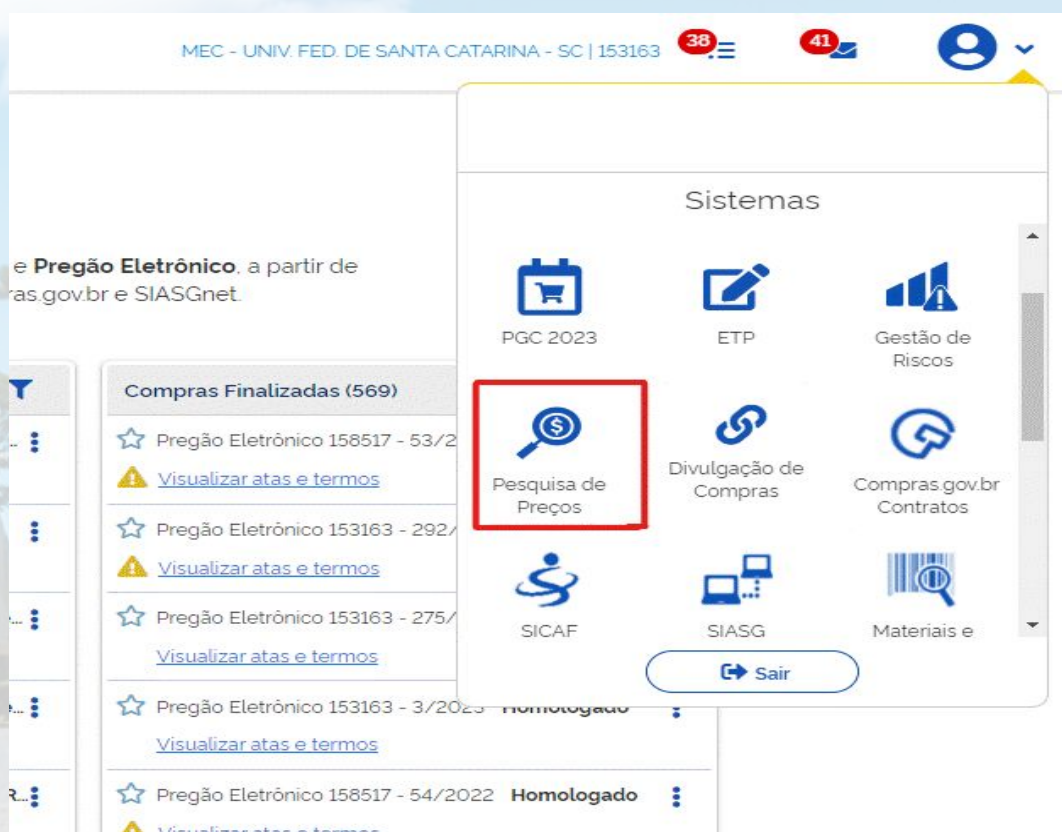 MEC - UNIV. FED. DE SANTA CATARINA - SC | 153163
38
41
Sistemas
PGC 2023
ETP
Gestão de
Riscos
Pesquisa de
Preços
Divulgação de
Compras
Compras.gov.br
Contratos
SICAF
SIASG
Materiais e
Sair
e Pregão Eletrônico, a partir de
ras.gov.br e SIASGnet.
Compras Finalizadas (569)
Pregão Eletrônico 158517 - 53/2
Visualizar atas e termos
Pregão Eletrônico 153163 - 292/
Visualizar atas e termos
Pregão Eletrônico 153163 - 275/
Visualizar atas e termos
Pregão Eletrônico 153163 - 3/2023 Homologado
Visualizar atas e termos
R...
Pregão Eletrônico 158517 - 54/2022 Homologado
Visualizar atas e termos